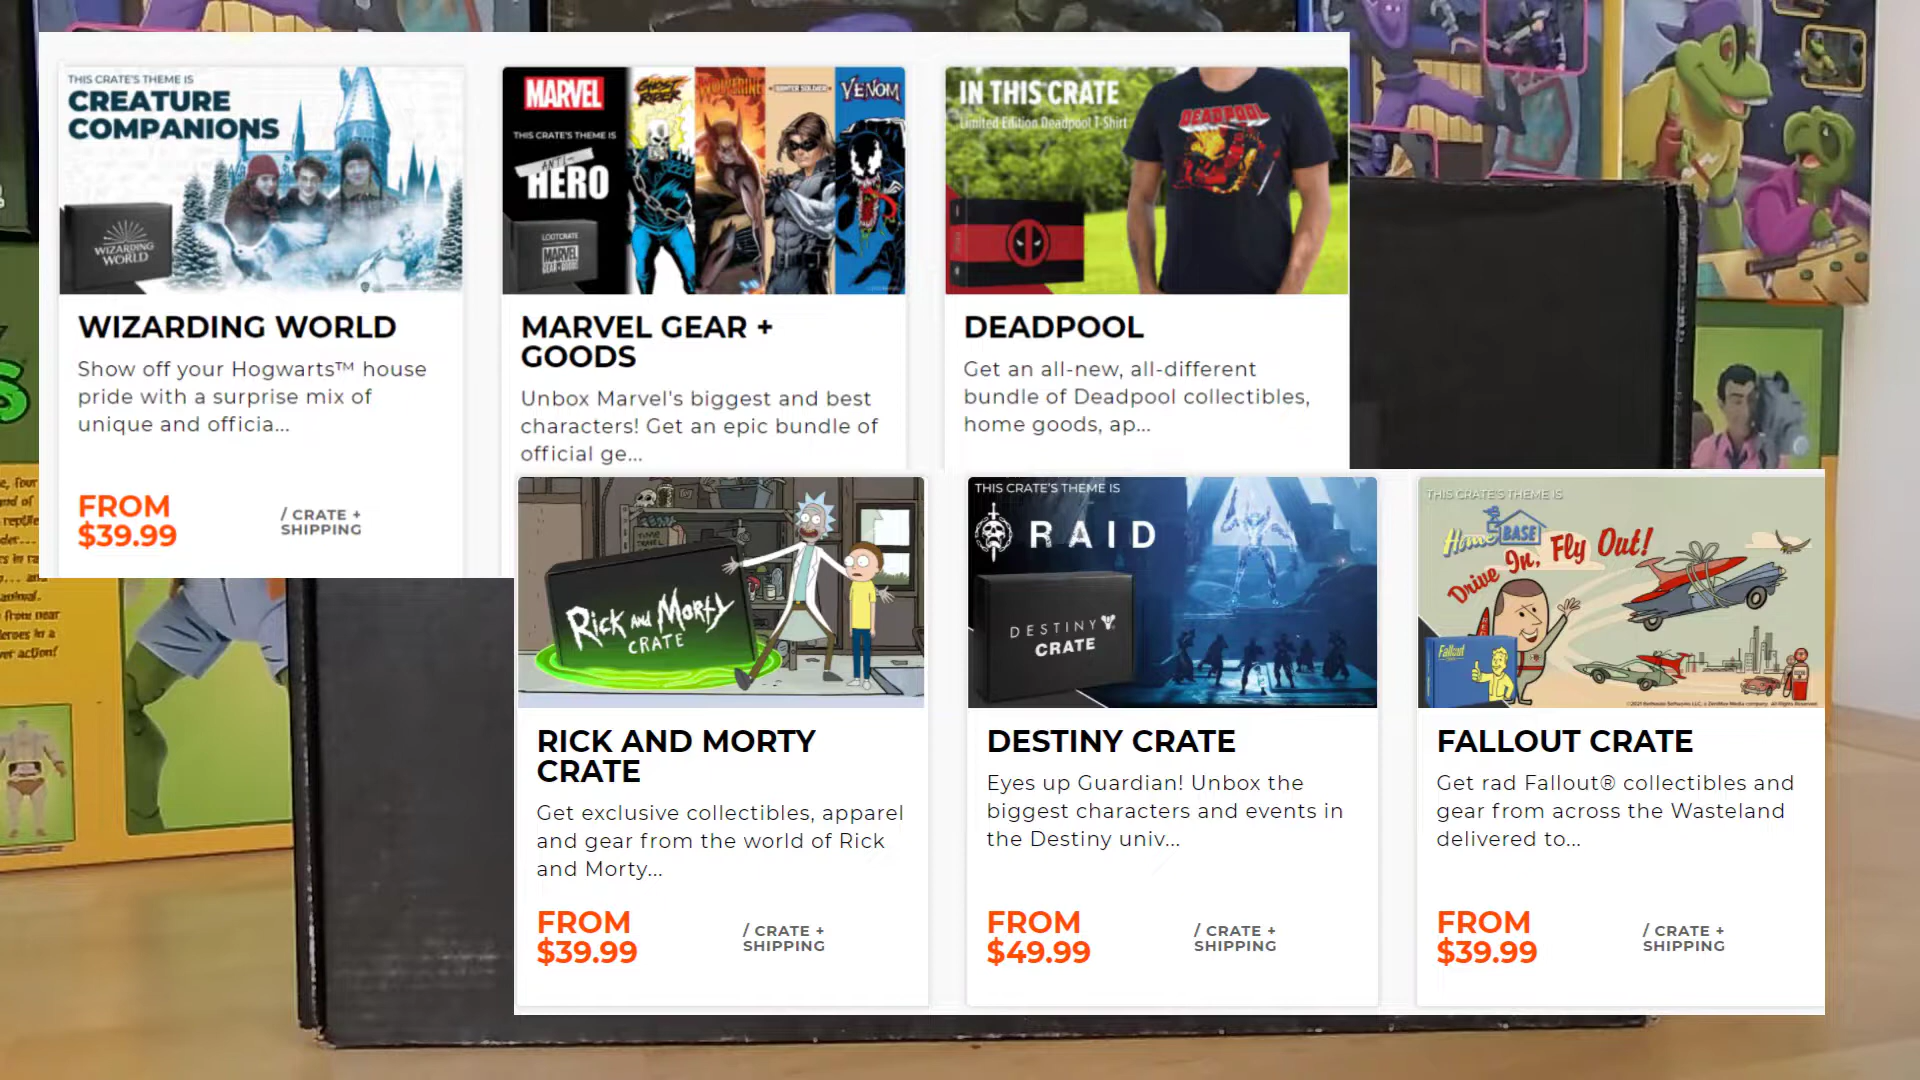 THIS CRATE'S THEME IS
CREATURE
COMPANIONS
WIZARDING
WORLD
WIZARDING WORLD
Show off your Hogwarts™ house
pride with a surprise mix of
unique and officia...
FROM
$39.99
/ CRATE +
SHIPPING
MARVEL
THIS CRATE'S THEME IS
ANTI-
HERO
LOOTCRATE
MARVEL
GEAR + GOODS
GHOST
RIDER
WOLVERINE
WINTER SOLDIER
VENOM
MARVEL GEAR +
GOODS
Unbox Marvel's biggest and best
characters! Get an epic bundle of
official ge...
IN THIS CRATE
Limited Edition Deadpool T-Shirt
DEADPOOL
DEADPOOL
Get an all-new, all-different
bundle of Deadpool collectibles,
home goods, ap...
RICK AND MORTY
CRATE
RICK AND MORTY
CRATE
Get exclusive collectibles, apparel
and gear from the world of Rick
and Morty...
FROM
$39.99
/ CRATE +
SHIPPING
THIS CRATE'S THEME IS
RAID
DESTINY
CRATE
DESTINY CRATE
Eyes up Guardian! Unbox the
biggest characters and events in
the Destiny univ...
FROM
$49.99
/ CRATE +
SHIPPING
THIS CRATE'S THEME IS
Home BASE
Drive In, Fly Out!
Fallout
FALLOUT CRATE
Get rad Fallout® collectibles and
gear from across the Wasteland
delivered to...
FROM
$39.99
/ CRATE +
SHIPPING